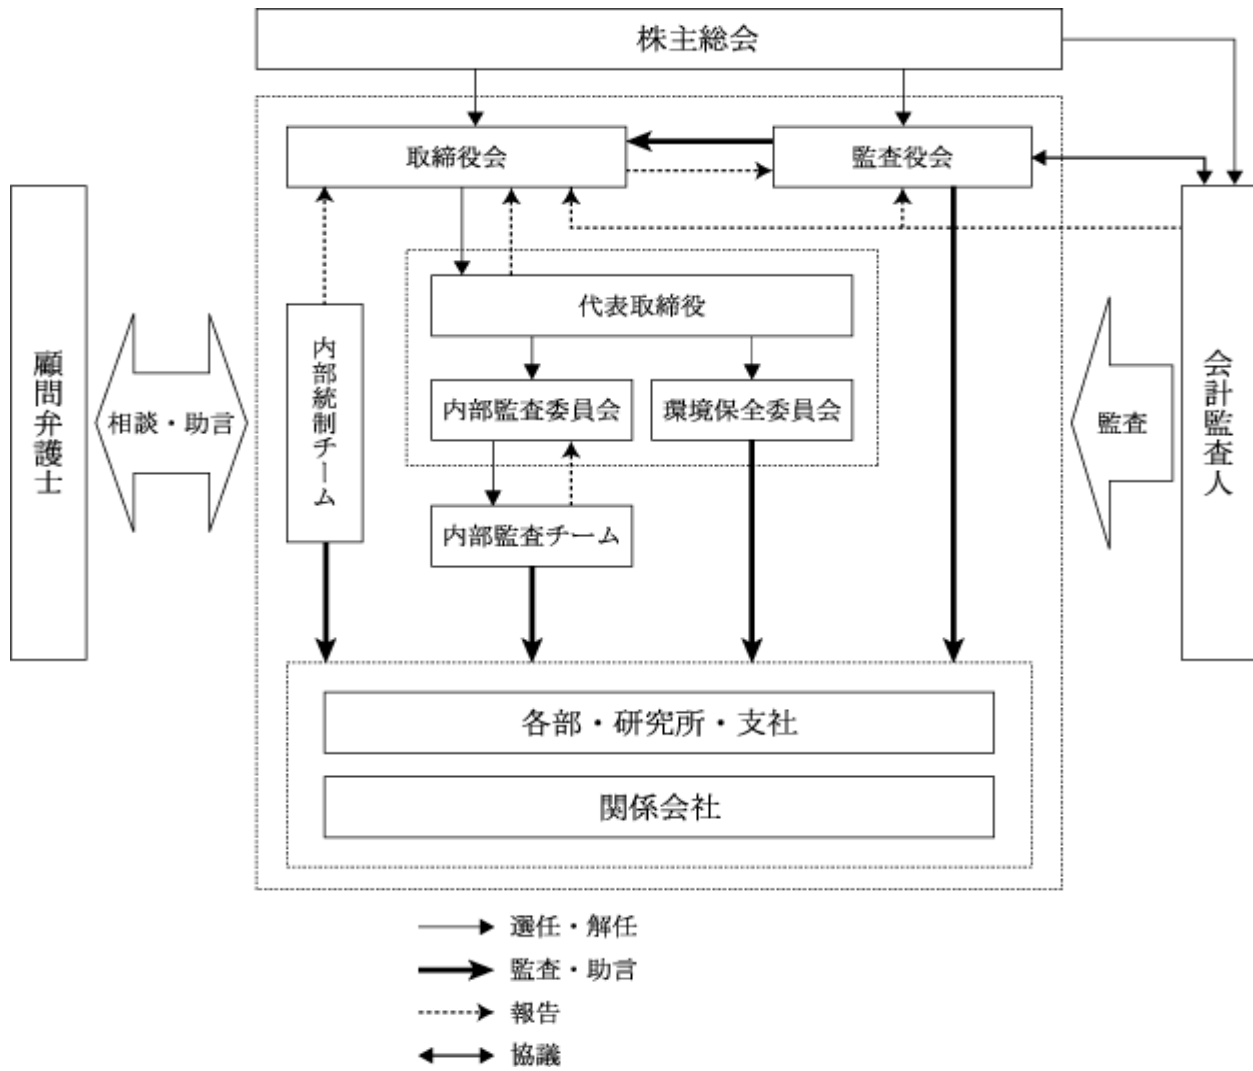 株主総会
取締役会
監査役会
代表取締役
内部統制チーム
顧問弁護士
相談・助言
内部監査委員会
環境保全委員会
監査
会計監査人
内部監査チーム
各部・研究所・支社
関係会社
選任・解任
監査・助言
報告
協議